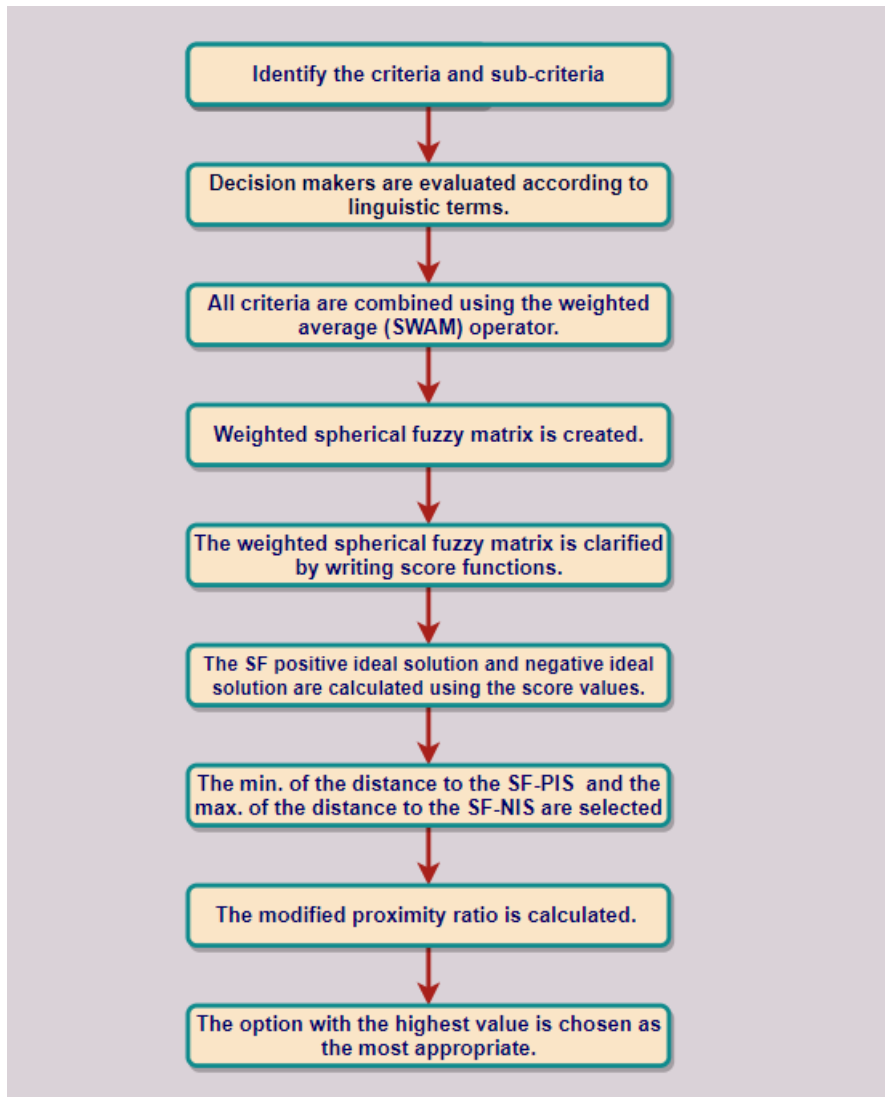 Identify the criteria and sub-criteria
Decision makers are evaluated according to
linguistic terms.
All criteria are combined using the weighted
average (SWAM) operator.
Weighted spherical fuzzy matrix is created.
The weighted spherical fuzzy matrix is clarified
by writing score functions.
The SF positive ideal solution and negative ideal
solution are calculated using the score values.
The min. of the distance to the SF-PIS and the
max. of the distance to the SF-NIS are selected
The modified proximity ratio is calculated.
The option with the highest value is chosen as
the most appropriate.